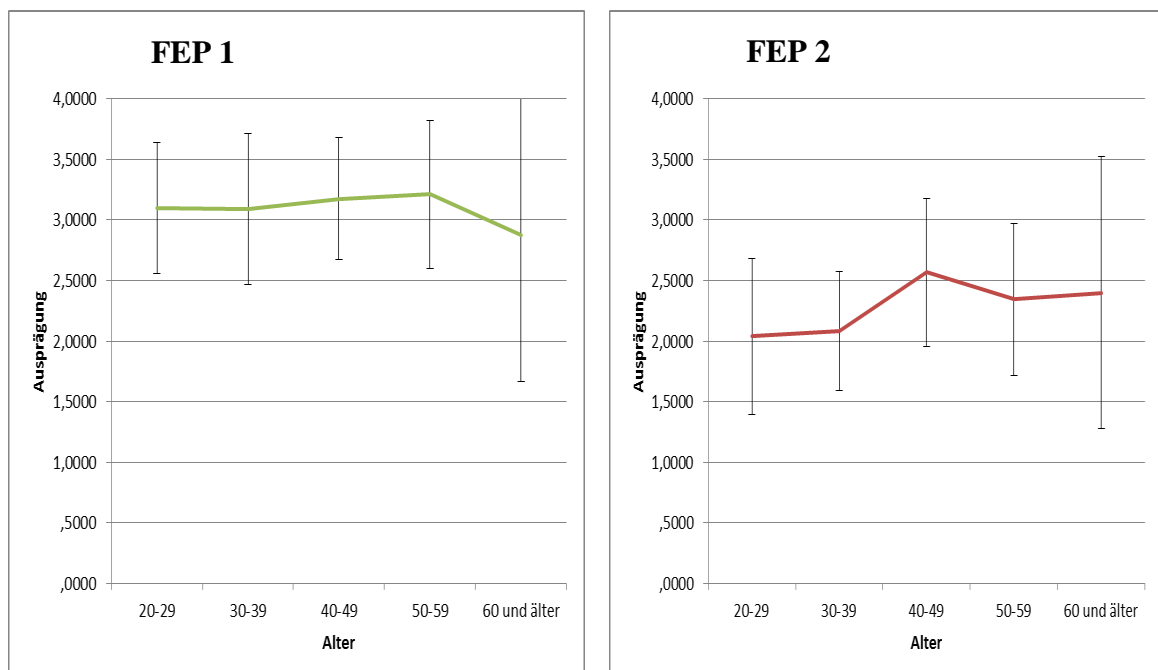 FEP 1
4,0000
3,5000
3,0000
2,5000
2,0000
1,5000
1,0000
,5000
,0000
Ausprägung
20-29 30-39 40-49 50-59 60 und älter
Alter
FEP 2
4,0000
3,5000
3,0000
2,5000
2,0000
1,5000
1,0000
,5000
,0000
Ausprägung
20-29 30-39 40-49 50-59 60 und älter
Alter